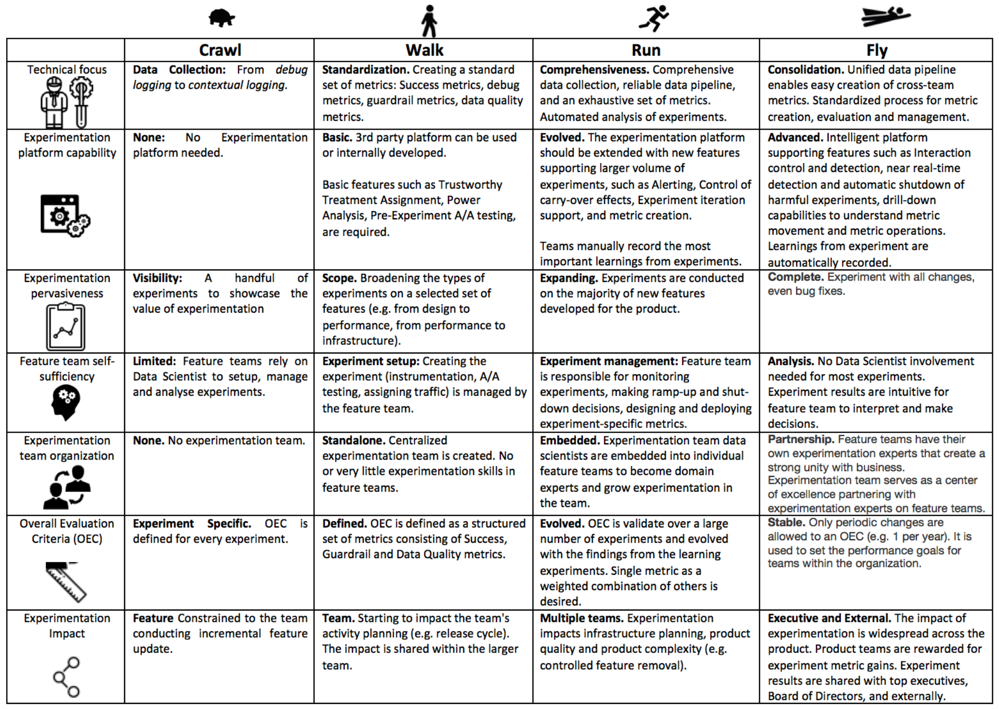 Crawl
Walk
Run
Fly
Technical focus
Data Collection: From debug
logging to contextual logging.
Standardization. Creating a standard
set of metrics: Success metrics, debug
metrics, guardrail metrics, data quality
metrics.
Comprehensiveness. Comprehensive
data collection, reliable data pipeline,
and an exhaustive set of metrics.
Automated analysis of experiments.
Consolidation. Unified data pipeline
enables easy creation of cross-team
metrics. Standardized process for metric
creation, evaluation and management.
Experimentation
platform capability
None: No Experimentation
platform needed.
Basic. 3rd party platform can be used
or internally developed.
Basic features such as Trustworthy
Treatment Assignment, Power
Analysis, Pre-Experiment A/A testing,
are required.
Evolved. The experimentation platform
should be extended with new features
supporting larger volume of
experiments, such as Alerting, Control of
carry-over effects, Experiment iteration
support, and metric creation.
Teams manually record the most
important learnings from experiments.
Advanced. Intelligent platform
supporting features such as Interaction
control and detection, near real-time
detection and automatic shutdown of
harmful experiments, drill-down
capabilities to understand metric
movement and metric operations.
Learnings from experiment are
automatically recorded.
Experimentation
pervasiveness
Visibility: A handful of
experiments to showcase the
value of experimentation
Scope. Broadening the types of
experiments on a selected set of
features (e.g. from design to
performance, from performance to
infrastructure).
Expanding. Experiments are conducted
on the majority of new features
developed for the product.
Complete. Experiment with all changes,
even bug fixes.
Feature team self-
sufficiency
Limited: Feature teams rely on
Data Scientist to setup, manage
and analyse experiments.
Experiment setup: Creating the
experiment (instrumentation, A/A
testing, assigning traffic) is managed by
the feature team.
Experiment management: Feature team
is responsible for monitoring
experiments, making ramp-up and shut-
down decisions, designing and deploying
experiment-specific metrics.
Analysis. No Data Scientist involvement
needed for most experiments.
Experiment results are intuitive for
feature team to interpret and make
decisions.
Experimentation
team organization
None. No experimentation team.
Standalone. Centralized
experimentation team is created. No
or very little experimentation skills in
feature teams.
Embedded. Experimentation team data
scientists are embedded into individual
feature teams to become domain
experts and grow experimentation in
the team.
Partnership. Feature teams have their
own experimentation experts that create a
strong unity with business.
Experimentation team serves as a center
of excellence partnering with
experimentation experts on feature teams.
Overall Evaluation
Criteria (OEC)
Experiment Specific. OEC is
defined for every experiment.
Defined. OEC is defined as a structured
set of metrics consisting of Success,
Guardrail and Data Quality metrics.
Evolved. OEC is validate over a large
number of experiments and evolved
with the findings from the learning
experiments. Single metric as a
weighted combination of others is
desired.
Stable. Only periodic changes are
allowed to an OEC (e.g. 1 per year). It is
used to set the performance goals for
teams within the organization.
Experimentation
Impact
Feature Constrained to the team
conducting incremental feature
update.
Team. Starting to impact the team's
activity planning (e.g. release cycle).
The impact is shared within the larger
team.
Multiple teams. Experimentation
impacts infrastructure planning, product
quality and product complexity (e.g.
controlled feature removal).
Executive and External. The impact of
experimentation is widespread across the
product. Product teams are rewarded for
experiment metric gains. Experiment
results are shared with top executives,
Board of Directors, and externally.